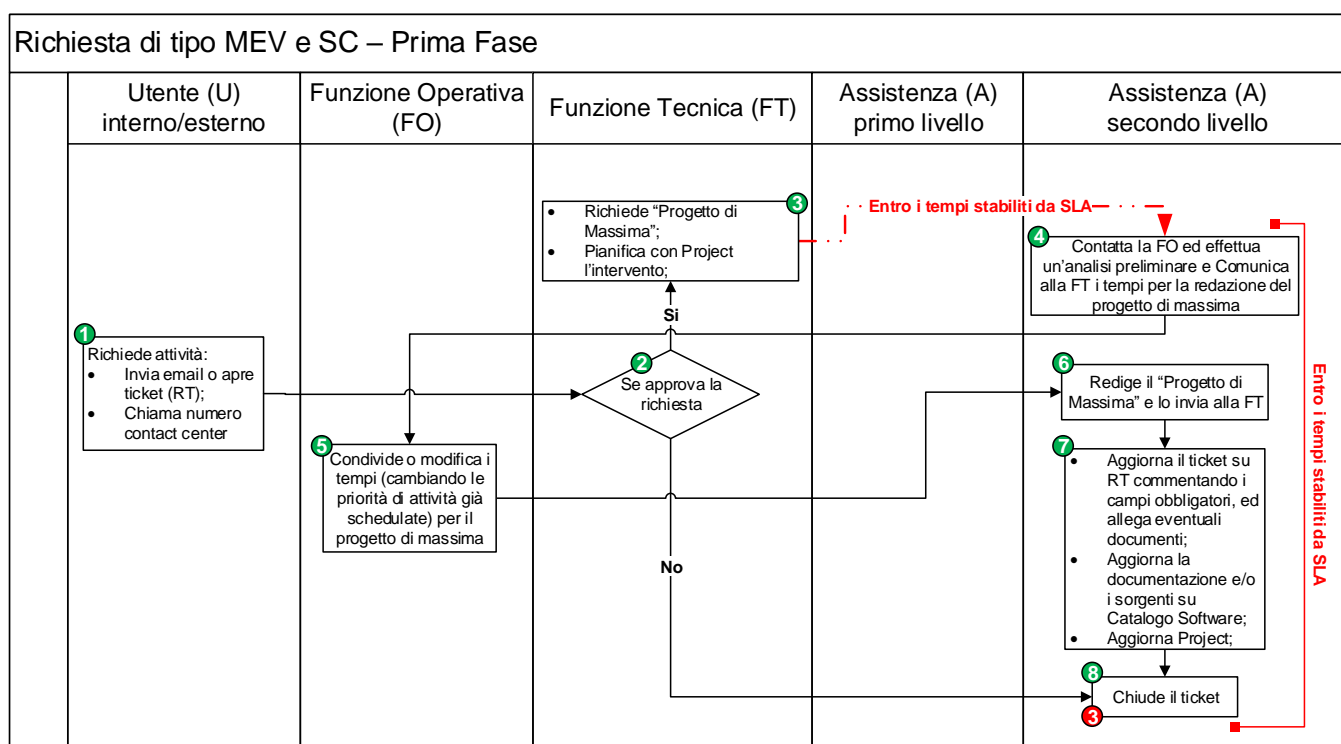 Richiesta di tipo MEV e SC – Prima Fase
Utente (U)
interno/esterno
Funzione Operativa
(FO)
Funzione Tecnica (FT)
Assistenza (A)
primo livello
Assistenza (A)
secondo livello
1
Richiede attività:
• Invia email o apre
ticket (RT);
• Chiama numero
contact center
2
Se approva la
richiesta
Si
No
3
• Richiede “Progetto di
Massima”;
• Pianifica con Project
l’intervento;
Entro i tempi stabiliti da SLA
4
Contatta la FO ed effettua
un’analisi preliminare e Comunica
alla FT i tempi per la redazione del
progetto di massima
5
Condivide o modifica i
tempi (cambiando le
priorità di attività già
schedulate) per il
progetto di massima
6
Redige il “Progetto di
Massima” e lo invia alla FT
7
• Aggiorna il ticket su
RT commentando i
campi obbligatori, ed
allega eventuali
documenti;
• Aggiorna la
documentazione e/o
i sorgenti su
Catalogo Software;
• Aggiorna Project;
8
3
Chiude il ticket
Entro i tempi stabiliti da SLA